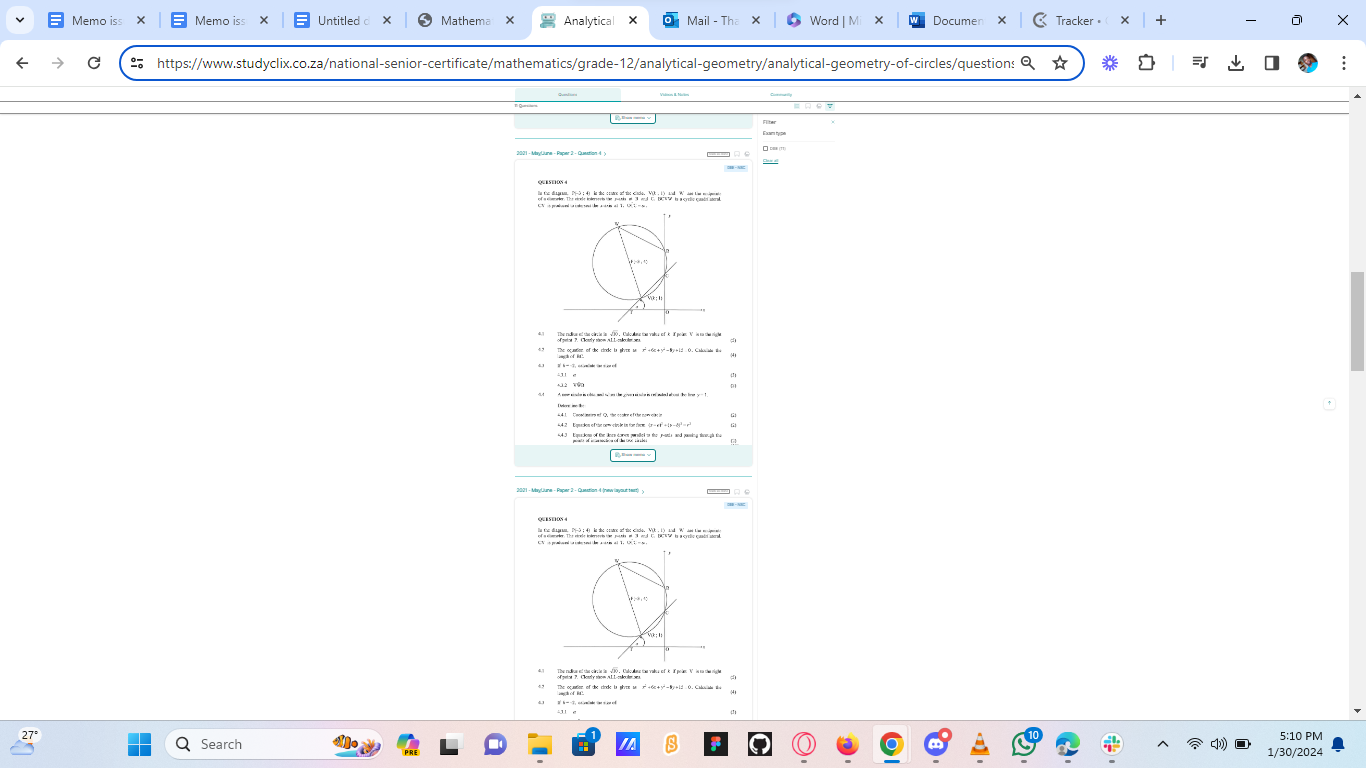 Memo iss
Memo iss
Untitled d
Mathema
Analytical
Mail - The
Word | Mi
Documen
Tracker •
https://www.studyclix.co.za/national-senior-certificate/mathematics/grade-12/analytical-geometry/analytical-geometry-of-circles/questions
Questions
Videos & Notes
Community
11 Questions
Filter
Exam type
DBE (11)
Clear all
Show memo
2021 - May/June - Paper 2 - Question 4
DBE - NSC
QUESTION 4
In the diagram, P(–3 ; 4) is the centre of the circle. V(k ; 1) and W are the endpoints
of a diameter. The circle intersects the y-axis at B and C. BCVW is a cyclic quadrilateral.
CV is produced to intersect the x-axis at T.
y
W
B
P(–3 ; 4)
C
V(k ; 1)
α
T
O
x
4.1 The radius of the circle is √10. Calculate the value of k if point V is to the right
of point P. Clearly show ALL calculations. (5)
4.2 The equation of the circle is given as x² + 6x + y² – 8y + 15 = 0. Calculate the
length of BC. (4)
4.3 If k = –2, calculate the size of:
4.3.1 α (3)
4.3.2 VŴB
4.4 A new circle is obtained when the given circle is reflected about the line y = 1.
Determine the:
4.4.1 Coordinates of Q, the centre of the new circle (2)
4.4.2 Equation of the new circle in the form (x – a)² + (y – b)² = r² (2)
4.4.3 Equations of the lines drawn parallel to the y-axis and passing through the
points of intersection of the two circles (2)
Show memo
2021 - May/June - Paper 2 - Question 4 (new layout test)
DBE - NSC
QUESTION 4
In the diagram, P(–3 ; 4) is the centre of the circle. V(k ; 1) and W are the endpoints
of a diameter. The circle intersects the y-axis at B and C. BCVW is a cyclic quadrilateral.
CV is produced to intersect the x-axis at T.
y
W
B
P(–3 ; 4)
C
V(k ; 1)
α
T
O
x
4.1 The radius of the circle is √10. Calculate the value of k if point V is to the right
of point P. Clearly show ALL calculations. (5)
4.2 The equation of the circle is given as x² + 6x + y² – 8y + 15 = 0. Calculate the
length of BC. (4)
4.3 If k = –2, calculate the size of:
4.3.1 α (3)
27°
Search
PRE
1
10
5:10 PM
1/30/2024